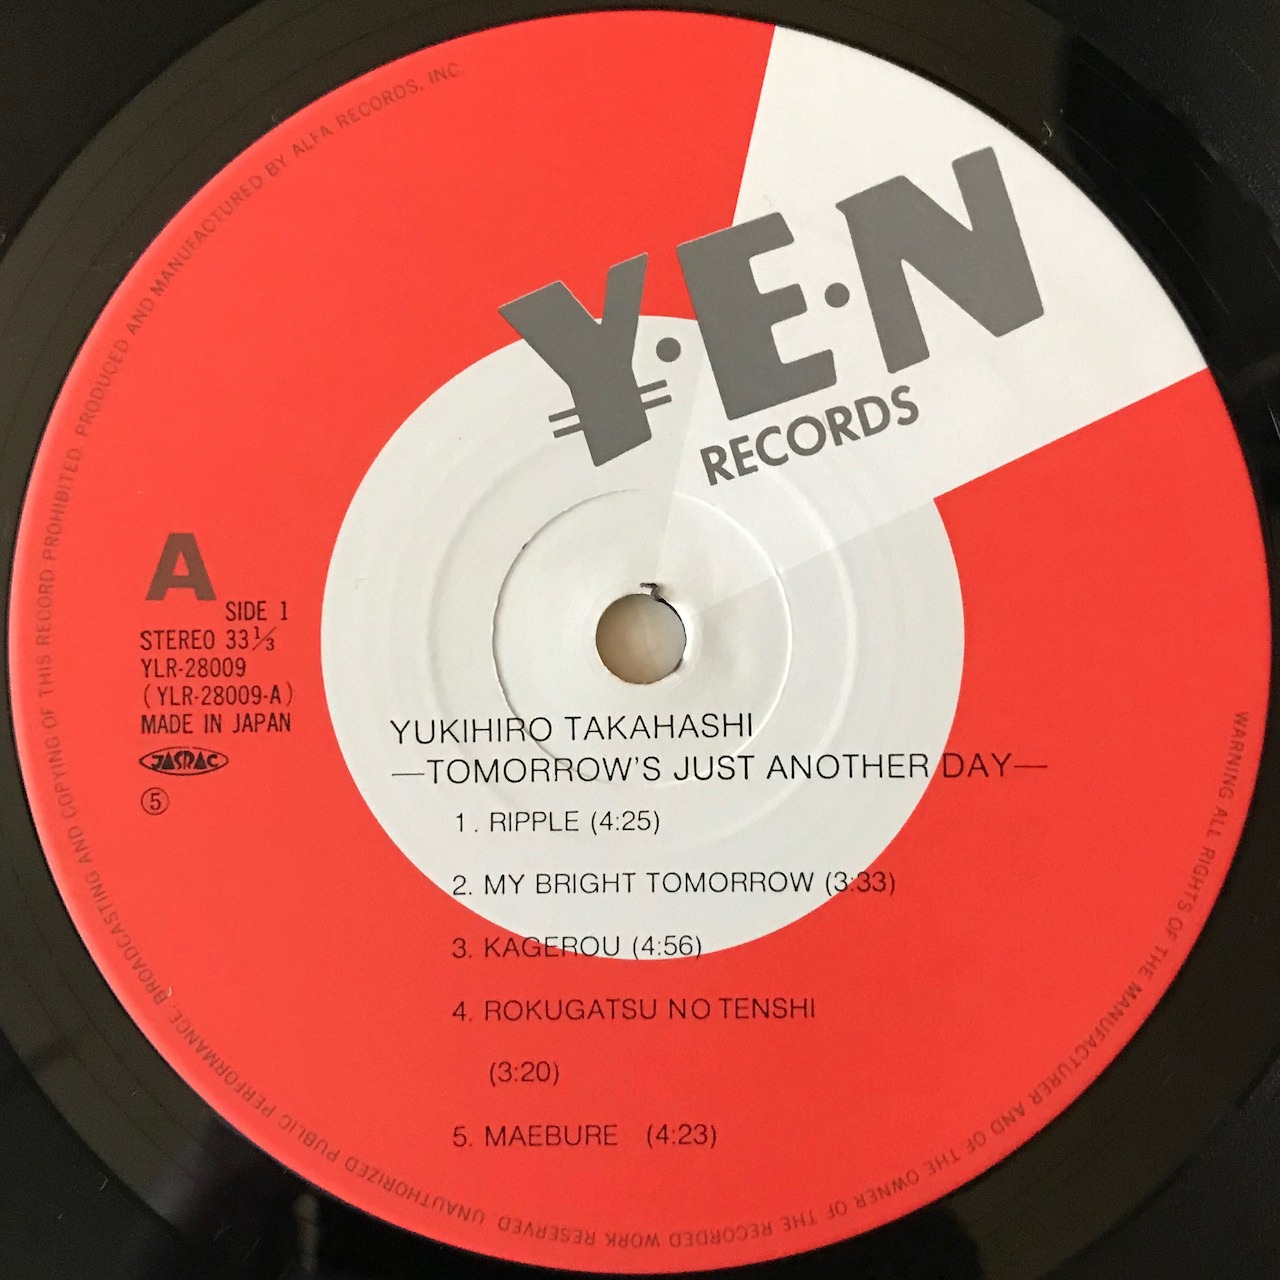 Y·E·N
RECORDS
A
SIDE 1
STEREO 33⅓
YLR-28009
(YLR-28009-A)
MADE IN JAPAN
JASRAC
⑤
YUKIHIRO TAKAHASHI
—TOMORROW'S JUST ANOTHER DAY—
1. RIPPLE (4:25)
2. MY BRIGHT TOMORROW (3:33)
3. KAGEROU (4:56)
4. ROKUGATSU NO TENSHI
(3:20)
5. MAEBURE (4:23)
WARNING ALL RIGHTS OF THE MANUFACTURER AND OF THE OWNER OF THE RECORDED WORK RESERVED UNAUTHORIZED PUBLIC PERFORMANCE, BROADCASTING AND COPYING OF THIS RECORD PROHIBITED. PRODUCED AND MANUFACTURED BY ALFA RECORDS, INC.